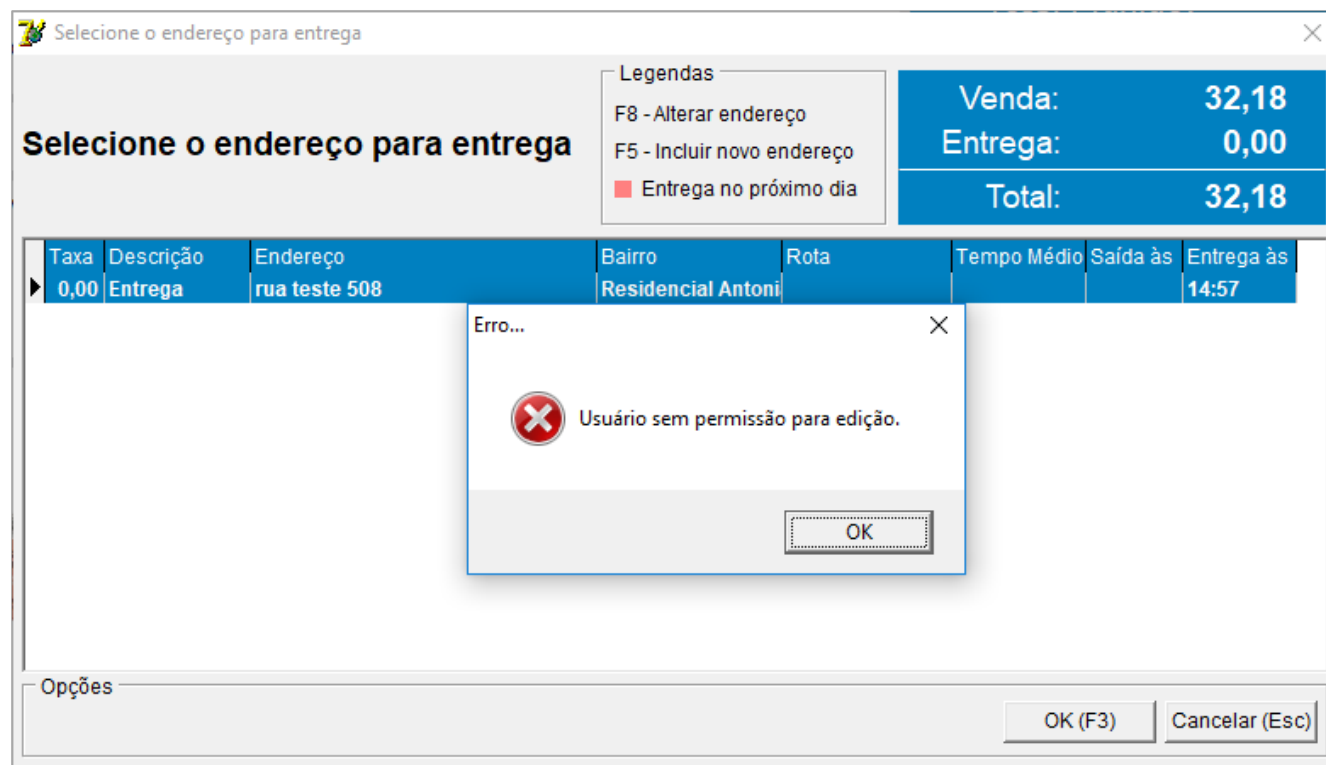 Selecione o endereço para entrega
Selecione o endereço para entrega
Legendas
F8 - Alterar endereço
F5 - Incluir novo endereço
Entrega no próximo dia
Venda: 32,18
Entrega: 0,00
Total: 32,18
Taxa Descrição Endereço Bairro Rota Tempo Médio Saída às Entrega às
0,00 Entrega rua teste 508 Residencial Antoni 14:57
Erro...
Usuário sem permissão para edição.
OK
Opções
OK (F3) Cancelar (Esc)